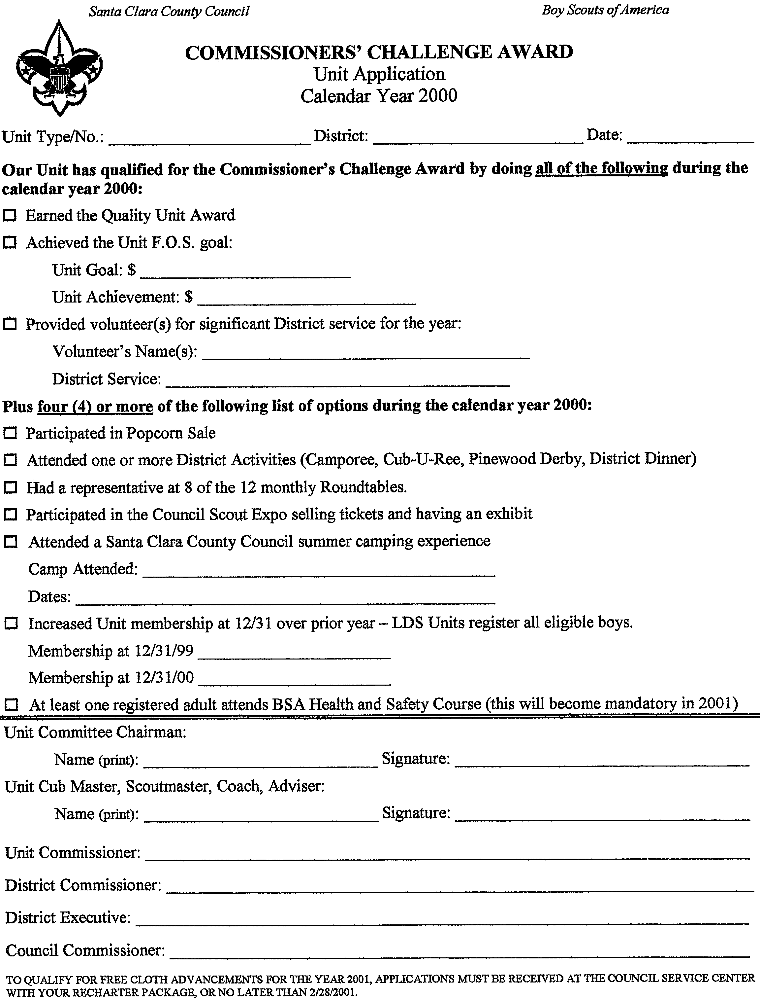 Santa Clara County Council Boy Scouts of America
COMMISSIONERS' CHALLENGE AWARD
Unit Application
Calendar Year 2000
Unit Type/No.: District: Date:
Our Unit has qualified for the Commissioner's Challenge Award by doing all of the following during the
calendar year 2000:
Earned the Quality Unit Award
Achieved the Unit F.O.S. goal:
Unit Goal: $
Unit Achievement: $
Provided volunteer(s) for significant District service for the year:
Volunteer's Name(s):
District Service:
Plus four (4) or more of the following list of options during the calendar year 2000:
Participated in Popcorn Sale
Attended one or more District Activities (Camporee, Cub-U-Ree, Pinewood Derby, District Dinner)
Had a representative at 8 of the 12 monthly Roundtables.
Participated in the Council Scout Expo selling tickets and having an exhibit
Attended a Santa Clara County Council summer camping experience
Camp Attended:
Dates:
Increased Unit membership at 12/31 over prior year – LDS Units register all eligible boys.
Membership at 12/31/99
Membership at 12/31/00
At least one registered adult attends BSA Health and Safety Course (this will become mandatory in 2001)
Unit Committee Chairman:
Name (print): Signature:
Unit Cub Master, Scoutmaster, Coach, Adviser:
Name (print): Signature:
Unit Commissioner:
District Commissioner:
District Executive:
Council Commissioner:
TO QUALIFY FOR FREE CLOTH ADVANCEMENTS FOR THE YEAR 2001, APPLICATIONS MUST BE RECEIVED AT THE COUNCIL SERVICE CENTER
WITH YOUR RECHARTER PACKAGE, OR NO LATER THAN 2/28/2001.